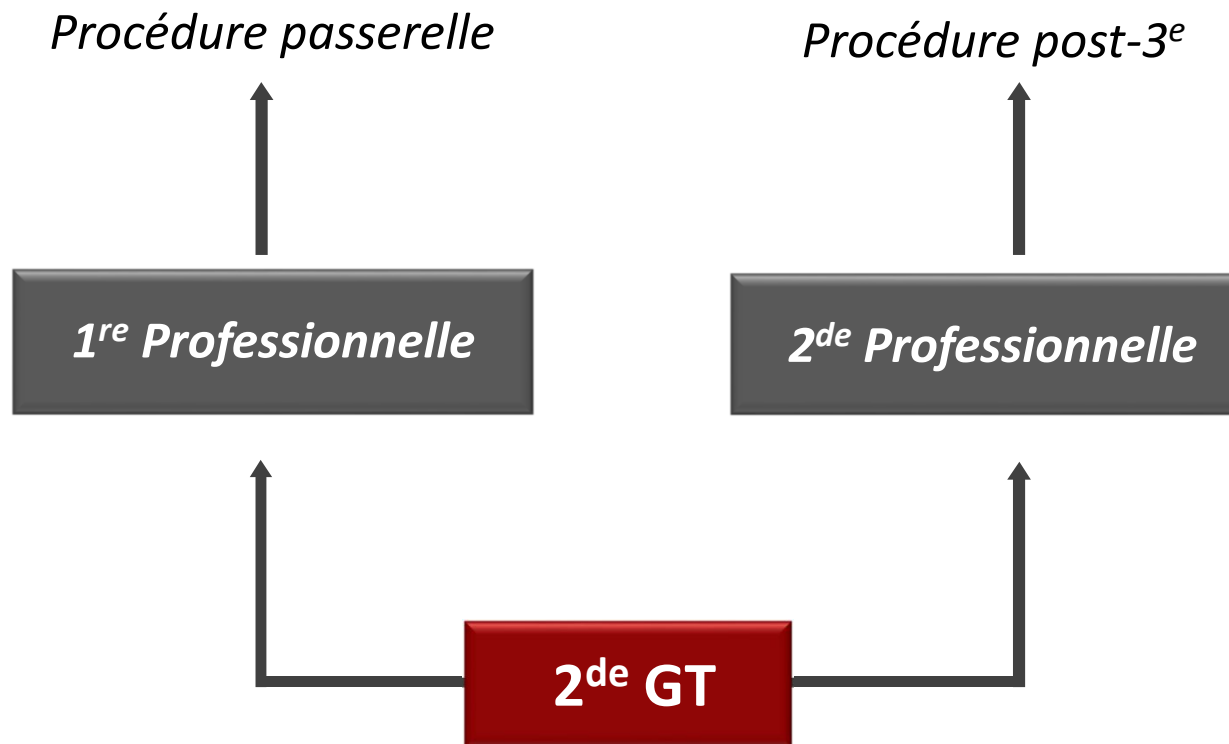 Procédure passerelle
Procédure post-3e
1re Professionnelle
2de Professionnelle
2de GT